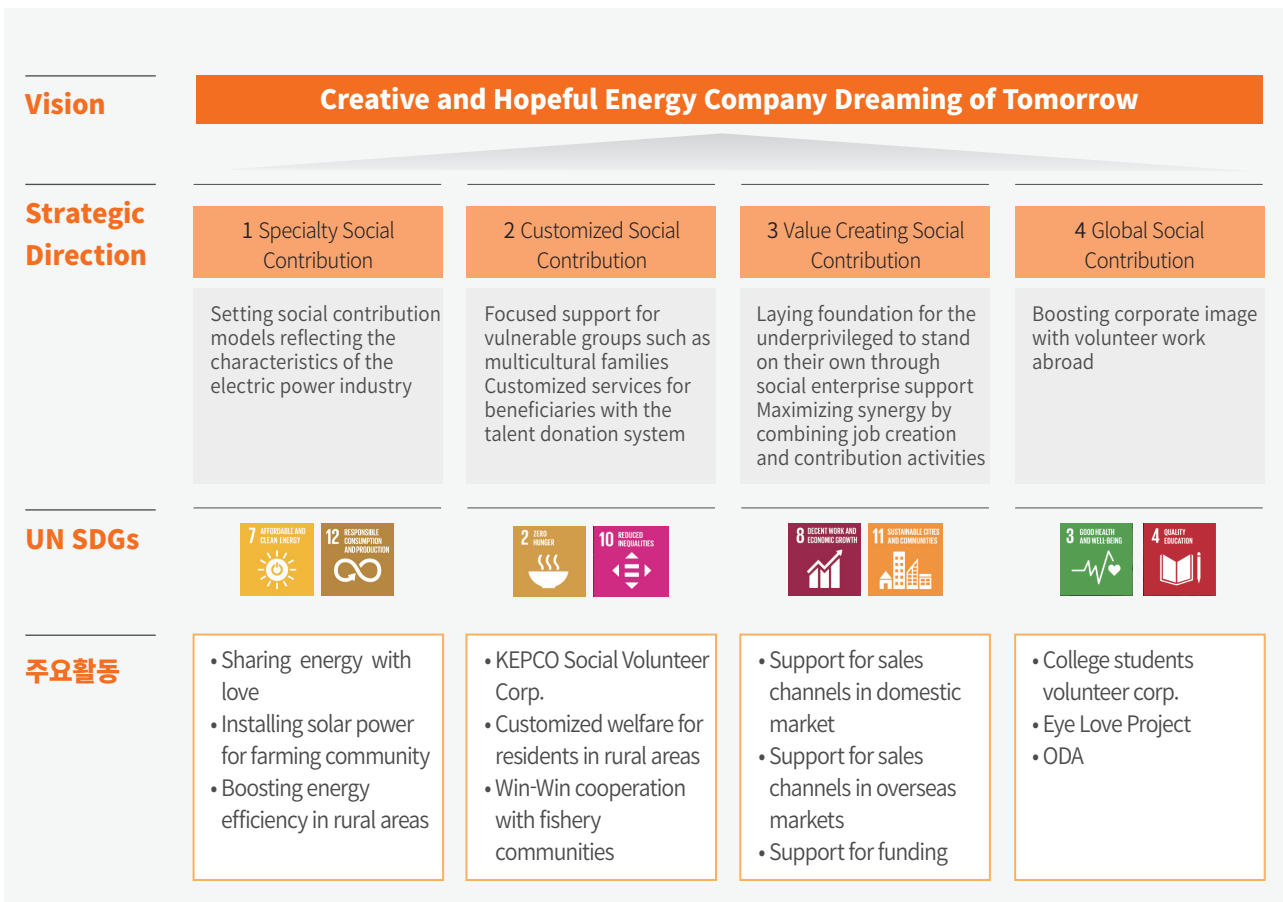 Vision
Creative and Hopeful Energy Company Dreaming of Tomorrow
Strategic
Direction
1 Specialty Social
Contribution
Setting social contribution
models reflecting the
characteristics of the
electric power industry
2 Customized Social
Contribution
Focused support for
vulnerable groups such as
multicultural families
Customized services for
beneficiaries with the
talent donation system
3 Value Creating Social
Contribution
Laying foundation for the
underprivileged to stand
on their own through
social enterprise support
Maximizing synergy by
combining job creation
and contribution activities
4 Global Social
Contribution
Boosting corporate image
with volunteer work
abroad
UN SDGs
7 AFFORDABLE AND
CLEAN ENERGY
12 RESPONSIBLE
CONSUMPTION
AND PRODUCTION
2 ZERO
HUNGER
10 REDUCED
INEQUALITIES
8 DECENT WORK AND
ECONOMIC GROWTH
11 SUSTAINABLE CITIES
AND COMMUNITIES
3 GOOD HEALTH
AND WELL-BEING
4 QUALITY
EDUCATION
주요활동
• Sharing energy with
love
• Installing solar power
for farming community
• Boosting energy
efficiency in rural areas
• KEPCO Social Volunteer
Corp.
• Customized welfare for
residents in rural areas
• Win-Win cooperation
with fishery
communities
• Support for sales
channels in domestic
market
• Support for sales
channels in overseas
markets
• Support for funding
• College students
volunteer corp.
• Eye Love Project
• ODA